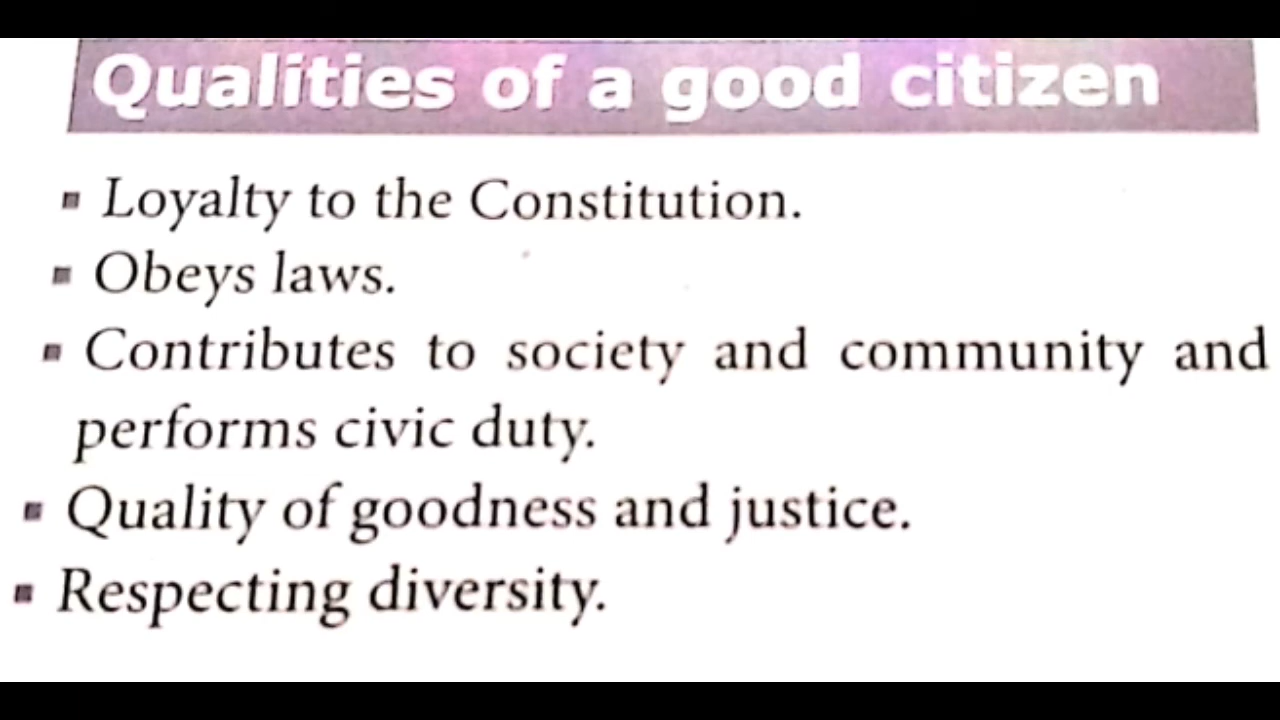 Qualities of a good citizen
▪ Loyalty to the Constitution.
▪ Obeys laws.
▪ Contributes to society and community and
performs civic duty.
▪ Quality of goodness and justice.
▪ Respecting diversity.